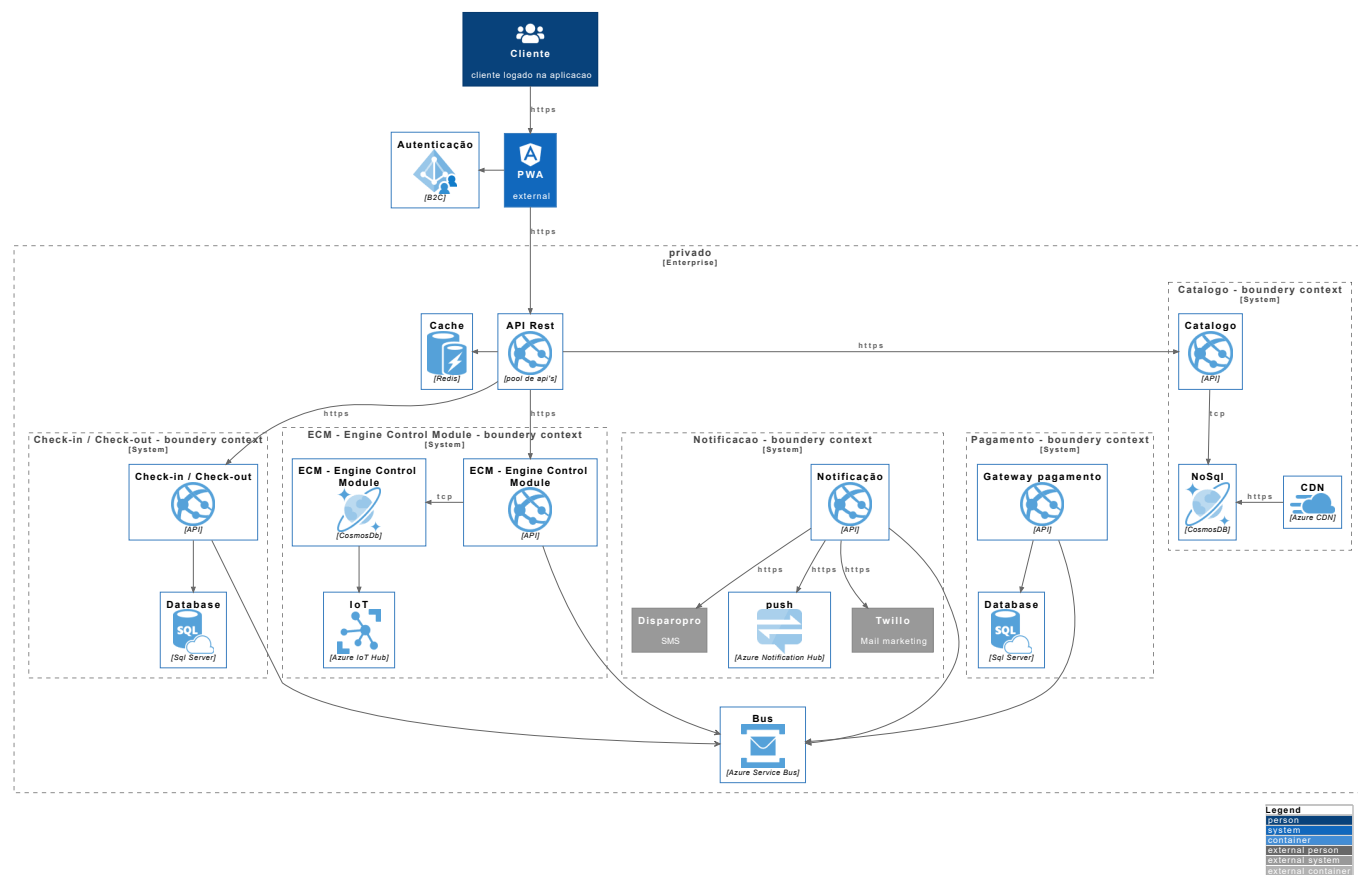 Cliente
cliente logado na aplicacao
https
Autenticação
[B2C]
PWA
external
https
privado
[Enterprise]
Catalogo - boundery context
[System]
Cache
[Redis]
API Rest
[pool de api's]
https
Catalogo
[API]
https
https
tcp
Check-in / Check-out - boundery context
[System]
ECM - Engine Control Module - boundery context
[System]
Notificacao - boundery context
[System]
Pagamento - boundery context
[System]
Check-in / Check-out
[API]
ECM - Engine Control
Module
[CosmosDb]
tcp
ECM - Engine Control
Module
[API]
Notificação
[API]
Gateway pagamento
[API]
NoSql
[CosmosDB]
https
CDN
[Azure CDN]
https
https
https
Database
SQL
[Sql Server]
IoT
[Azure IoT Hub]
Disparopro
SMS
push
[Azure Notification Hub]
Twillo
Mail marketing
Database
SQL
[Sql Server]
Bus
[Azure Service Bus]
Legend
person
system
container
external person
external system
external container